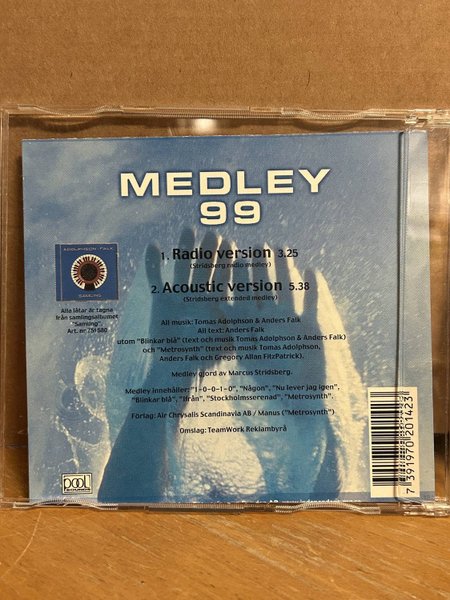 MEDLEY
99
1. Radio version 3.25
(Stridsberg radio medley)
2. Acoustic version 5.38
(Stridsberg extended medley)
ADOLPHSON - FALK
SAMLING
Alla låtar är tagna
från samlingsalbumet
"Samling".
Art. nr 751580
All musik: Tomas Adolphson & Anders Falk
All text: Anders Falk
utom "Blinkar blå" (text och musik Tomas Adolphson & Anders Falk)
och "Metrosynth" (text och musik Tomas Adolphson,
Anders Falk och Gregory Allan FitzPatrick).
Medley gjord av Marcus Stridsberg.
Medley innehåller: "1-0-0-1-0", "Någon", "Nu lever jag igen",
"Blinkar blå", "Ifrån", "Stockholmsserenad", "Metrosynth".
Förlag: Air Chrysalis Scandinavia AB / Manus ("Metrosynth")
Omslag: TeamWork Reklambyrå
pool
7 391970 201423